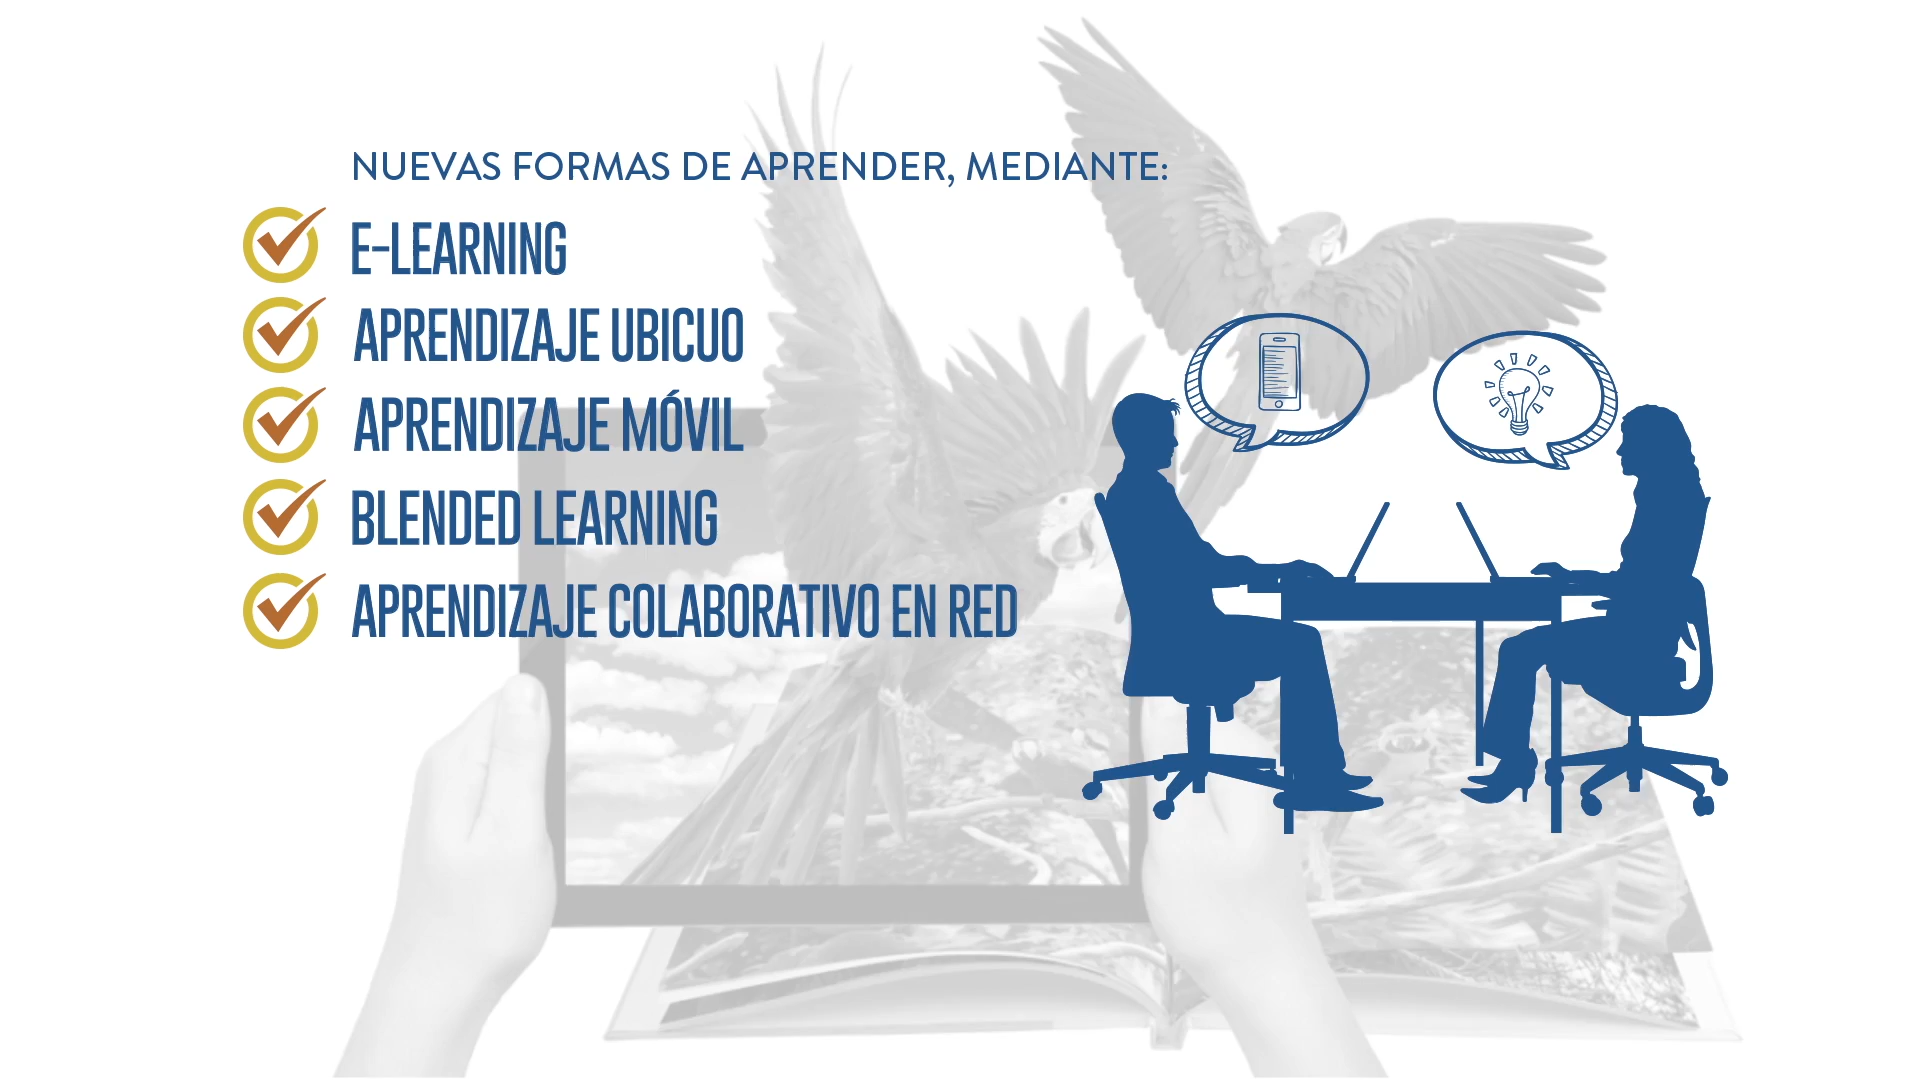 NUEVAS FORMAS DE APRENDER, MEDIANTE:
E-LEARNING
APRENDIZAJE UBICUO
APRENDIZAJE MÓVIL
BLENDED LEARNING
APRENDIZAJE COLABORATIVO EN RED